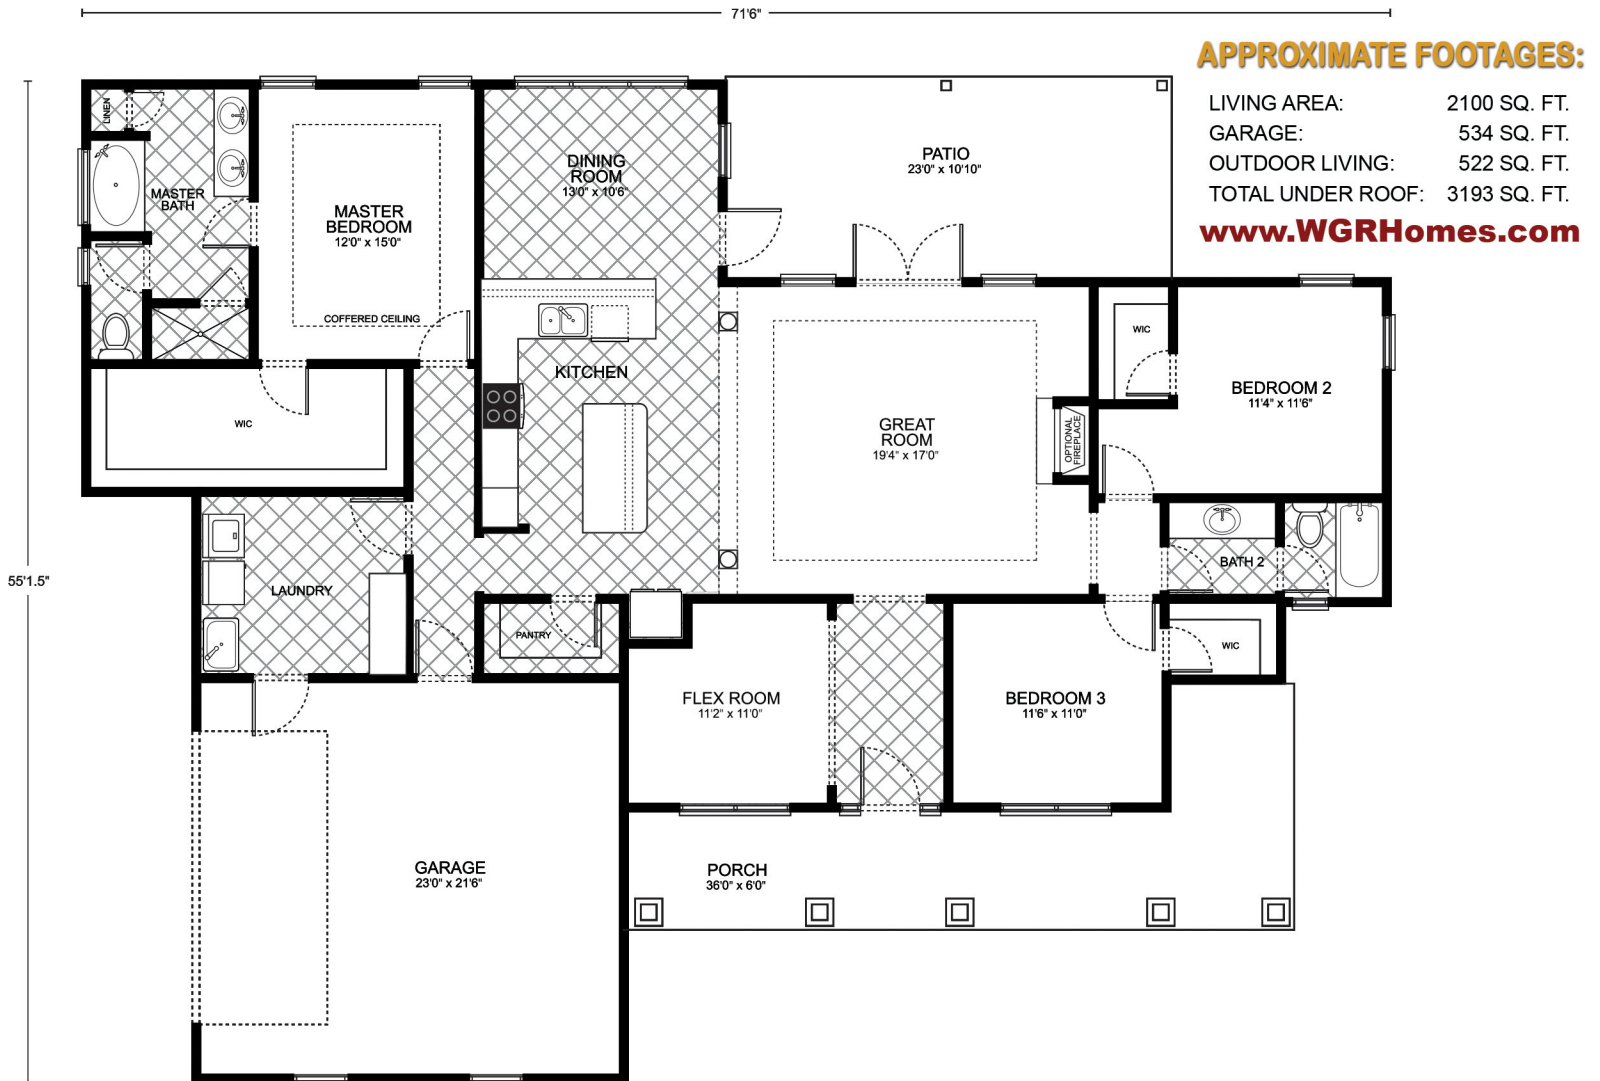 71'6"
APPROXIMATE FOOTAGES:
LIVING AREA: 2100 SQ. FT.
GARAGE: 534 SQ. FT.
OUTDOOR LIVING: 522 SQ. FT.
TOTAL UNDER ROOF: 3193 SQ. FT.
www.WGRHomes.com
LINEN
MASTER
BATH
MASTER
BEDROOM
12'0" x 15'0"
COFFERED CEILING
DINING
ROOM
13'0" x 10'6"
PATIO
23'0" x 10'10"
KITCHEN
WIC
GREAT
ROOM
19'4" x 17'0"
OPTIONAL
FIREPLACE
WIC
BEDROOM 2
11'4" x 11'6"
BATH 2
55'1.5"
LAUNDRY
PANTRY
FLEX ROOM
11'2" x 11'0"
BEDROOM 3
11'6" x 11'0"
WIC
GARAGE
23'0" x 21'6"
PORCH
36'0" x 6'0"